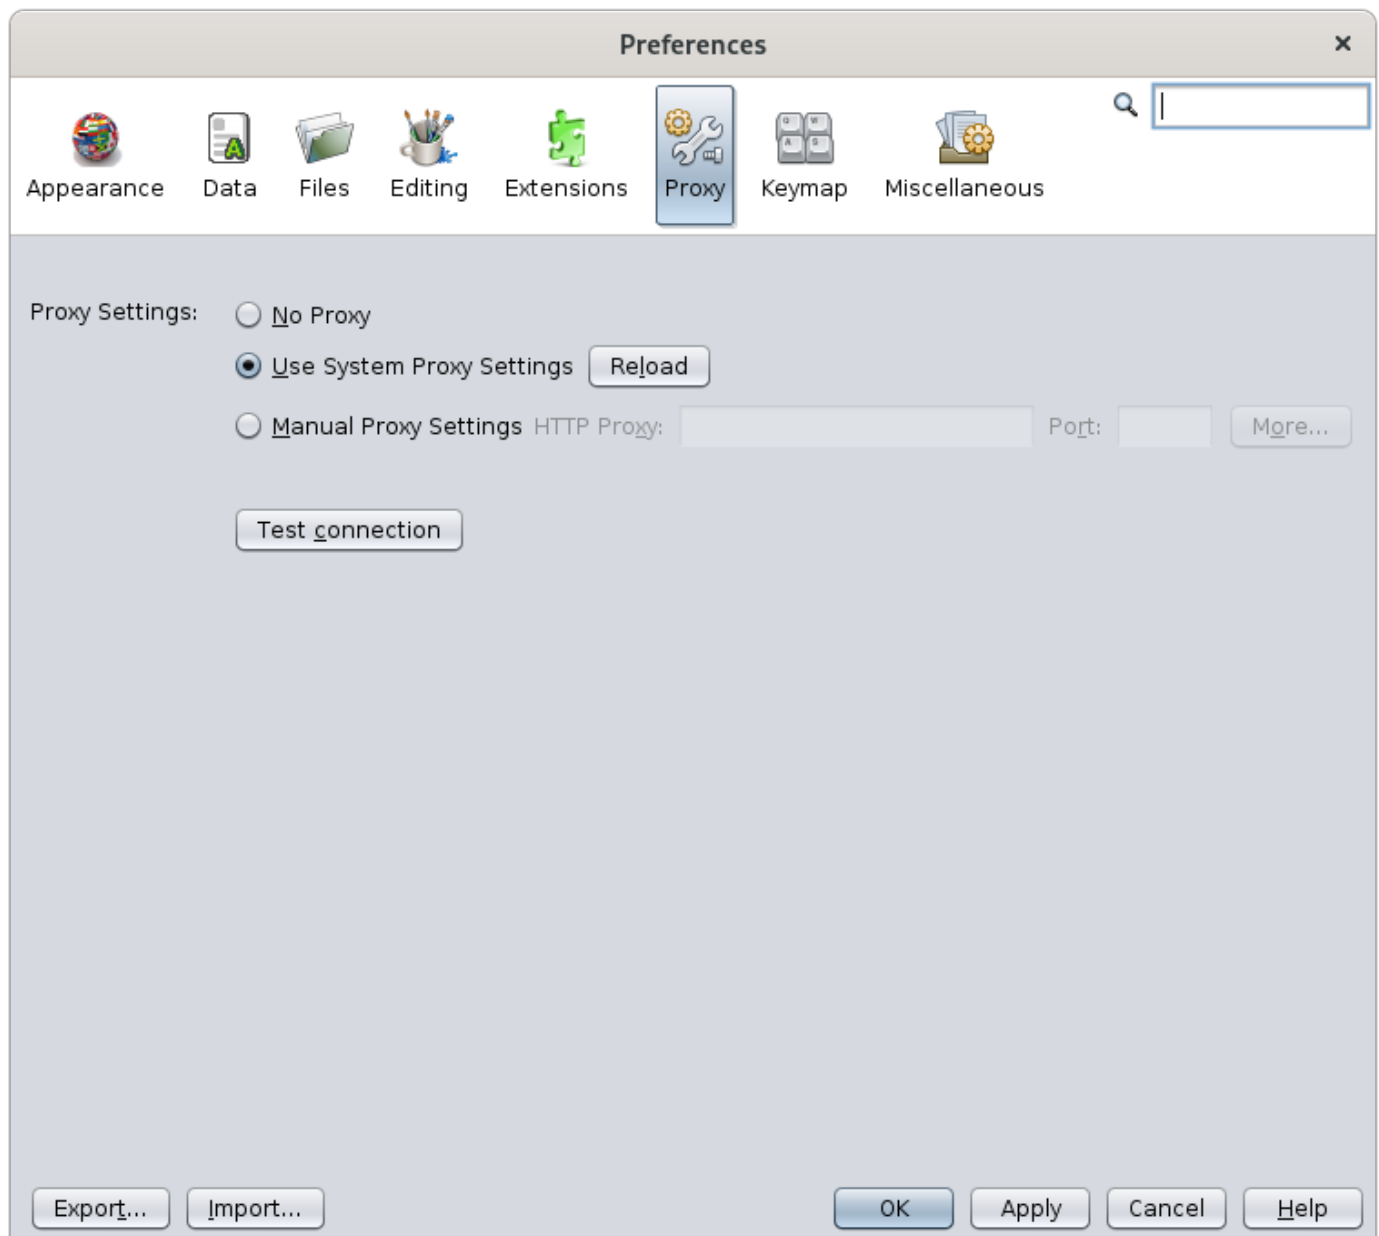 Preferences
Appearance Data Files Editing Extensions Proxy Keymap Miscellaneous
Proxy Settings: No Proxy
Use System Proxy Settings Reload
Manual Proxy Settings HTTP Proxy: Port: More...
Test connection
Export... Import... OK Apply Cancel Help